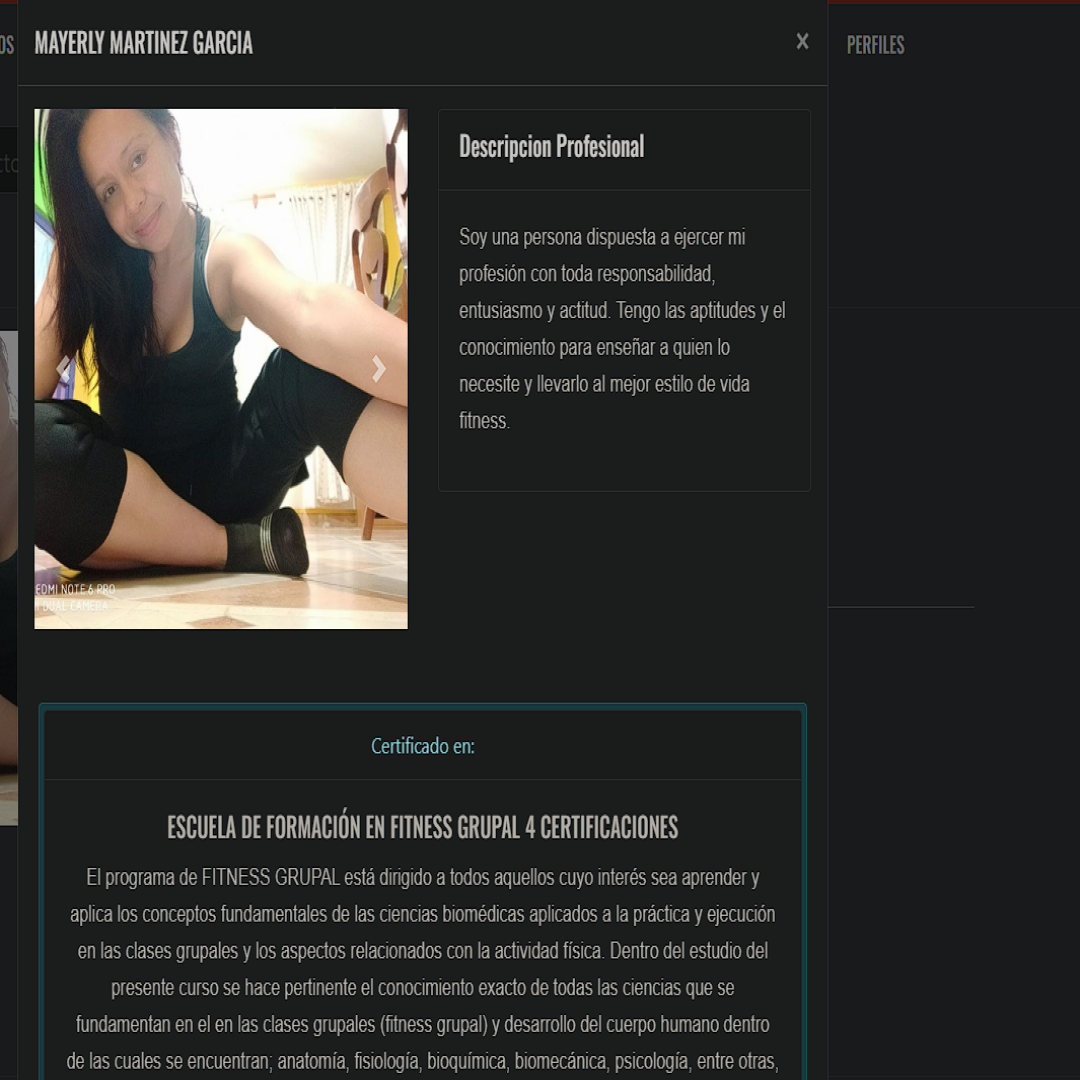 OS
MAYERLY MARTINEZ GARCIA
×
PERFILES
cto
Descripcion Profesional
Soy una persona dispuesta a ejercer mi
profesión con toda responsabilidad,
entusiasmo y actitud. Tengo las aptitudes y el
conocimiento para enseñar a quien lo
necesite y llevarlo al mejor estilo de vida
fitness.
EDMI NOTE 6 PRO
I DUAL CAMERA
Certificado en:
ESCUELA DE FORMACIÓN EN FITNESS GRUPAL 4 CERTIFICACIONES
El programa de FITNESS GRUPAL está dirigido a todos aquellos cuyo interés sea aprender y
aplica los conceptos fundamentales de las ciencias biomédicas aplicados a la práctica y ejecución
en las clases grupales y los aspectos relacionados con la actividad física. Dentro del estudio del
presente curso se hace pertinente el conocimiento exacto de todas las ciencias que se
fundamentan en el en las clases grupales (fitness grupal) y desarrollo del cuerpo humano dentro
de las cuales se encuentran; anatomía, fisiología, bioquímica, biomecánica, psicología, entre otras,